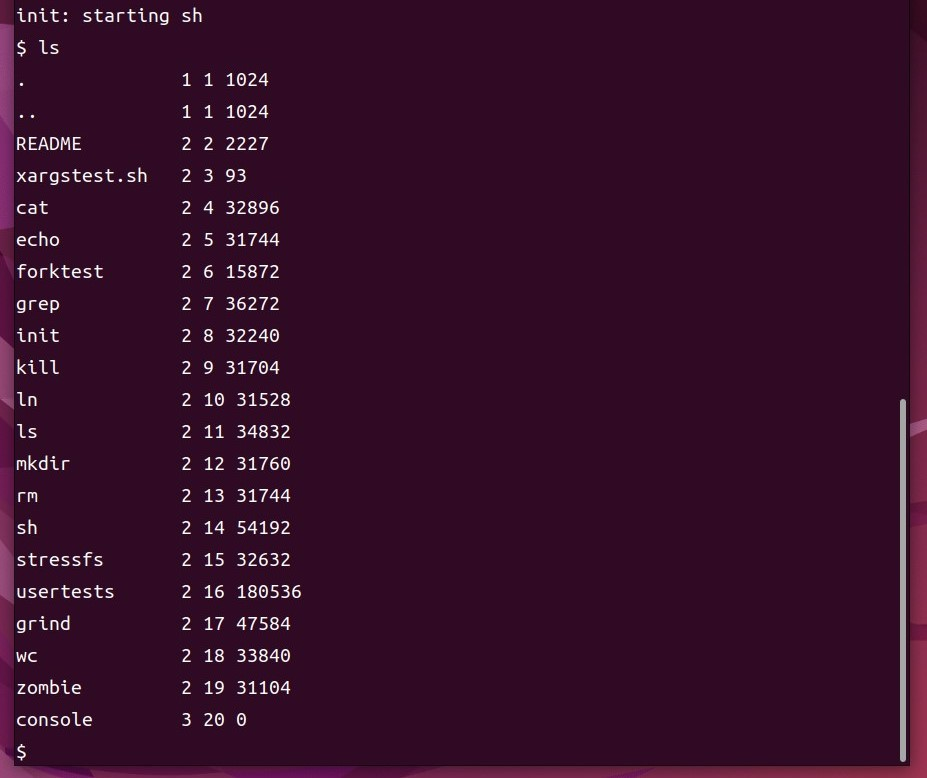 init: starting sh
$ ls
.              1 1 1024
..             1 1 1024
README         2 2 2227
xargstest.sh   2 3 93
cat            2 4 32896
echo           2 5 31744
forktest       2 6 15872
grep           2 7 36272
init           2 8 32240
kill           2 9 31704
ln             2 10 31528
ls             2 11 34832
mkdir          2 12 31760
rm             2 13 31744
sh             2 14 54192
stressfs       2 15 32632
usertests      2 16 180536
grind          2 17 47584
wc             2 18 33840
zombie         2 19 31104
console        3 20 0
$